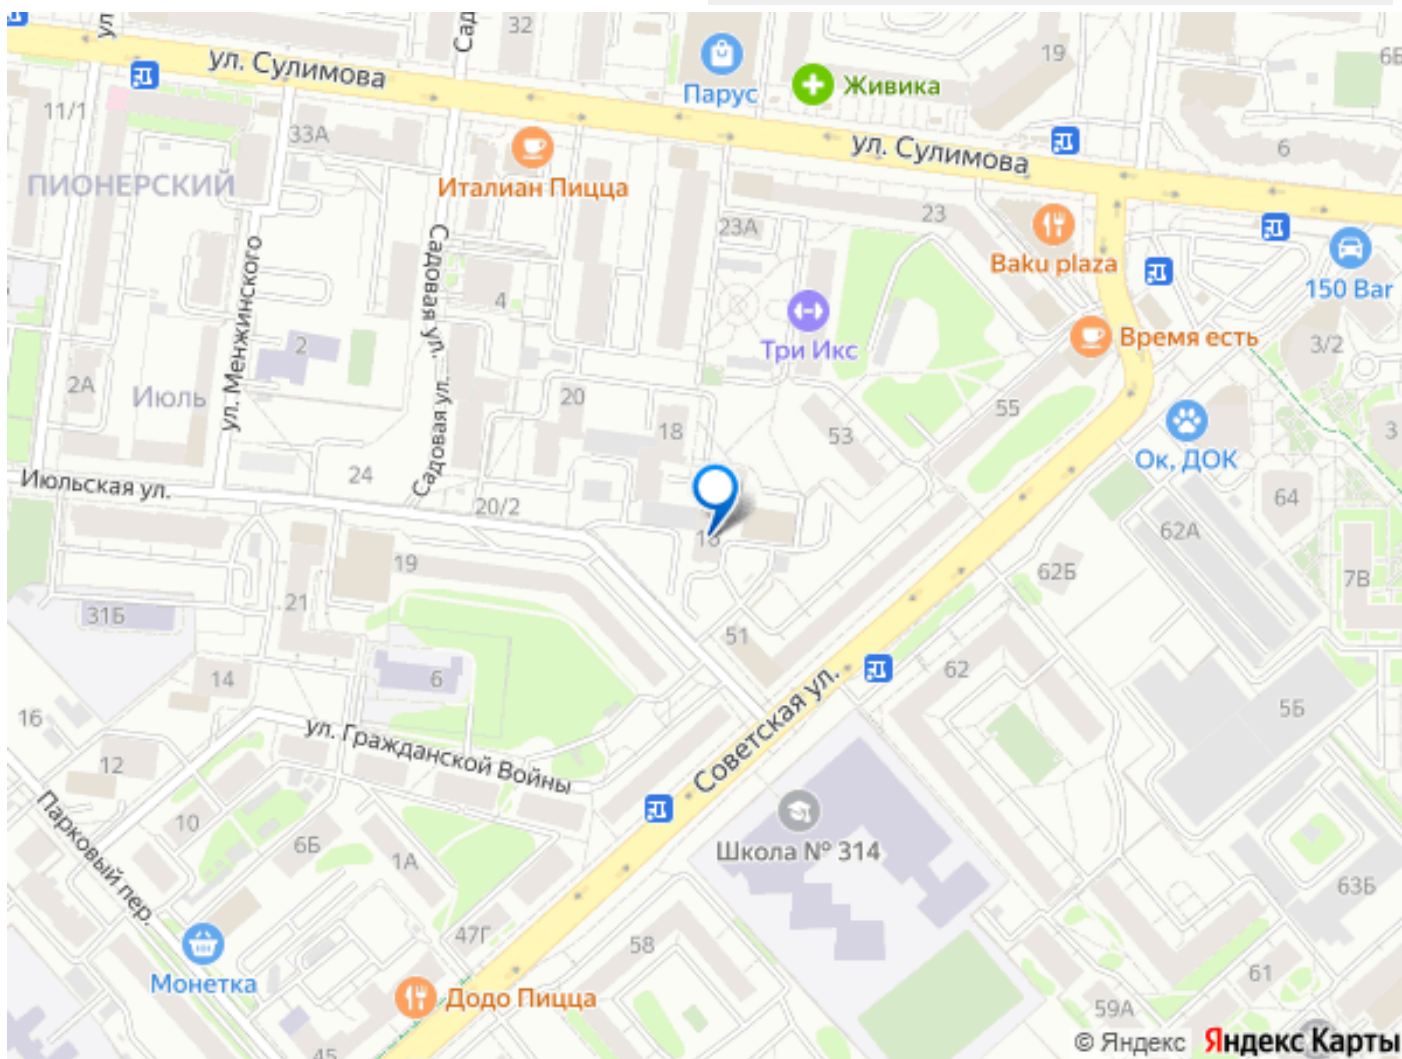 32
ул. Сулимова
Парус
Живика
19
6Б
11/1
33А
ул. Сулимова
6
ПИОНЕРСКИЙ
Италиан Пицца
23А
23
Baku plaza
150 Bar
ул. Менжинского
Садовая ул.
4
Три Икс
Время есть
3/2
2
2А
Июль
20
18
53
55
Ок, ДОК
3
Садовая ул.
Июльская ул.
24
20/2
64
62А
19
62Б
7В
31Б
21
51
14
6
62
16
5Б
ул. Гражданской Войны
Советская ул.
12
Парковый пер.
10
6Б
1А
Школа № 314
63Б
47Г
58
Монетка
Додо Пицца
61
59А
45
© Яндекс Яндекс Карты